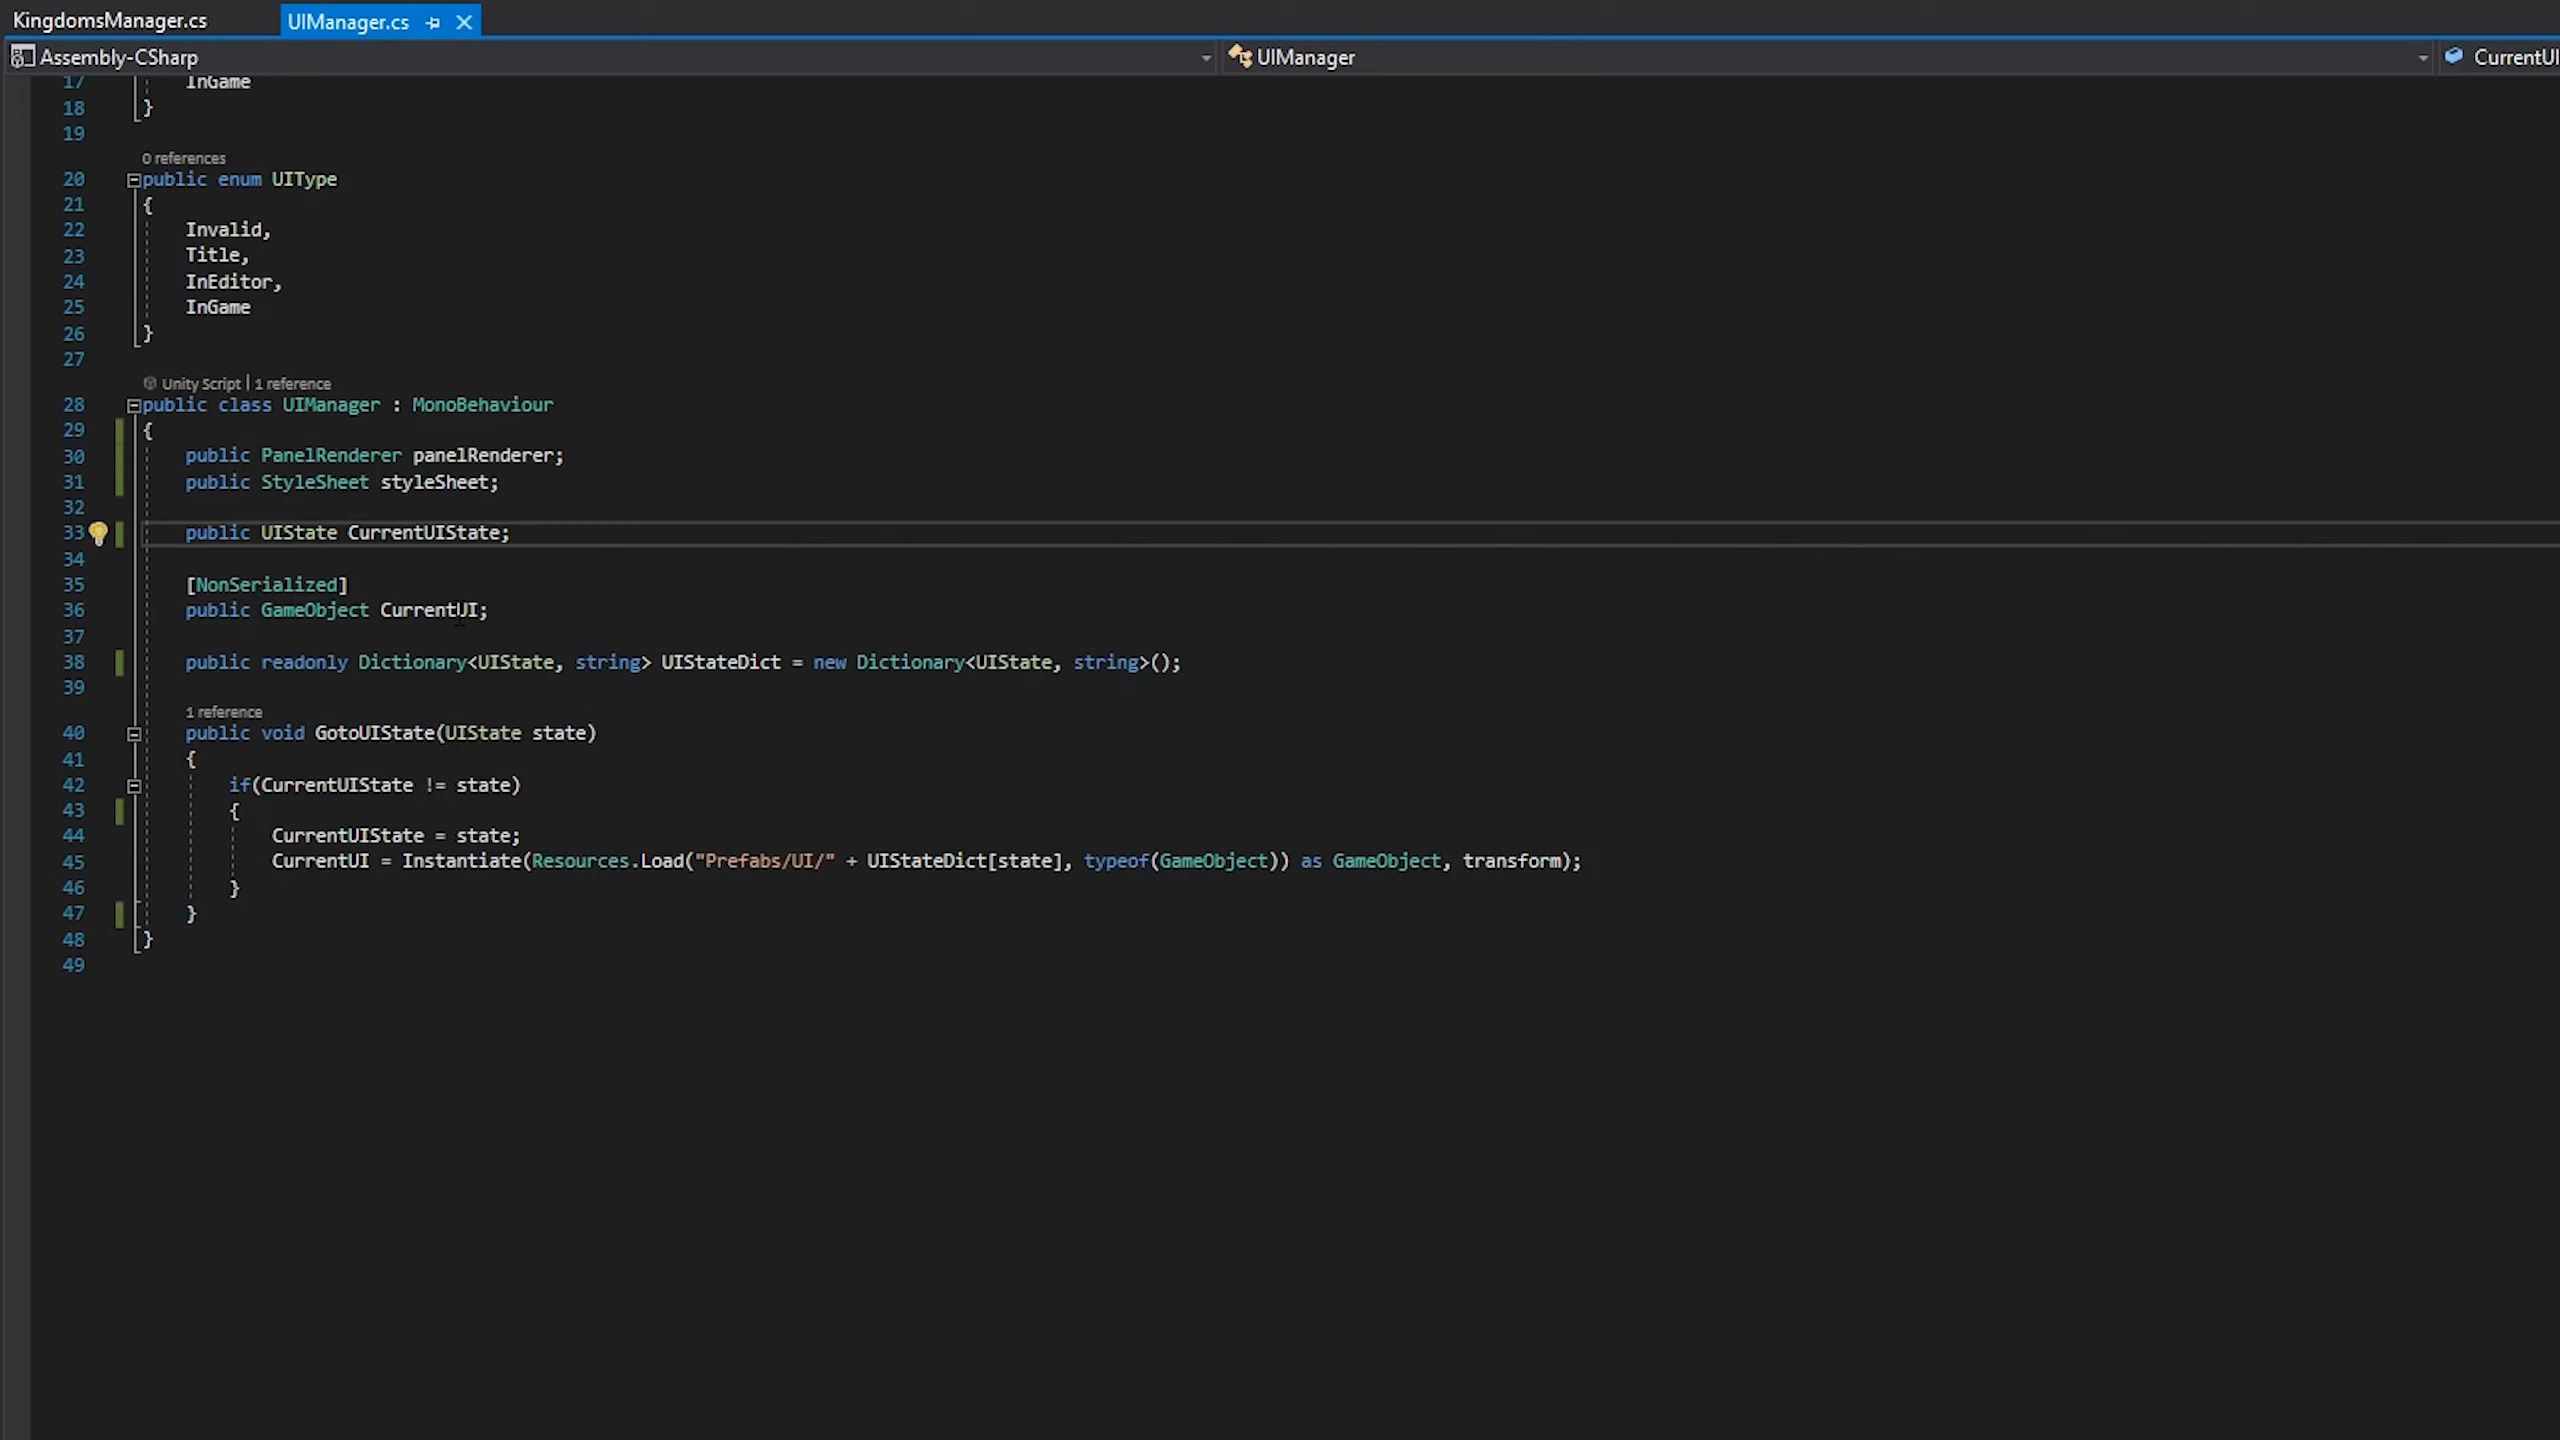 KingdomsManager.cs UIManager.cs
Assembly-CSharp UIManager CurrentUI
17 InGame
18 }
19
0 references
20 public enum UIType
21 {
22 Invalid,
23 Title,
24 InEditor,
25 InGame
26 }
27
Unity Script | 1 reference
28 public class UIManager : MonoBehaviour
29 {
30 public PanelRenderer panelRenderer;
31 public StyleSheet styleSheet;
32
33 public UIState CurrentUIState;
34
35 [NonSerialized]
36 public GameObject CurrentUI;
37
38 public readonly Dictionary<UIState, string> UIStateDict = new Dictionary<UIState, string>();
39
1 reference
40 public void GotoUIState(UIState state)
41 {
42 if(CurrentUIState != state)
43 {
44 CurrentUIState = state;
45 CurrentUI = Instantiate(Resources.Load("Prefabs/UI/" + UIStateDict[state], typeof(GameObject)) as GameObject, transform);
46 }
47 }
48 }
49